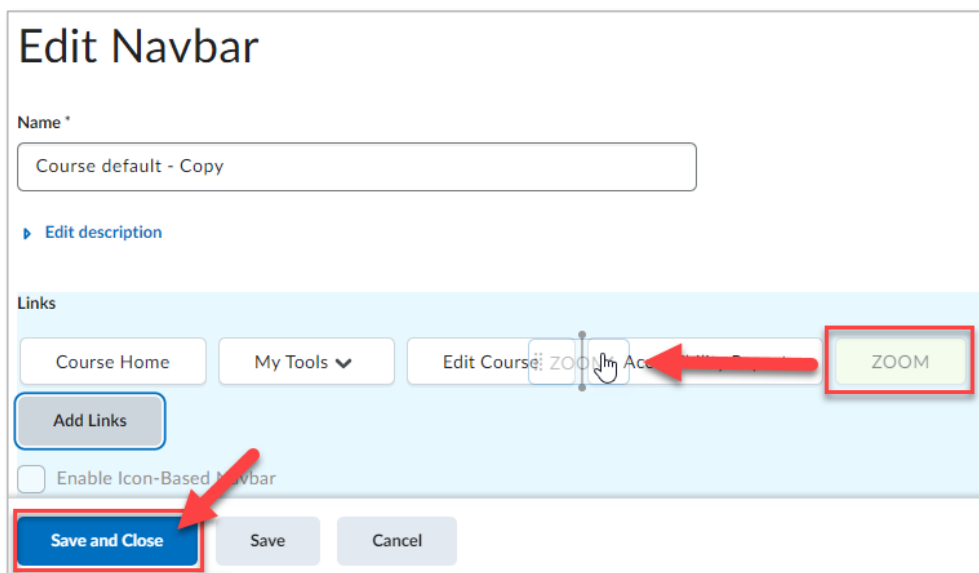 Edit Navbar
Name *
Course default - Copy
Edit description
Links
Course Home My Tools Edit Course ZOOM ZOOM
Add Links
Enable Icon-Based Navbar
Save and Close Save Cancel